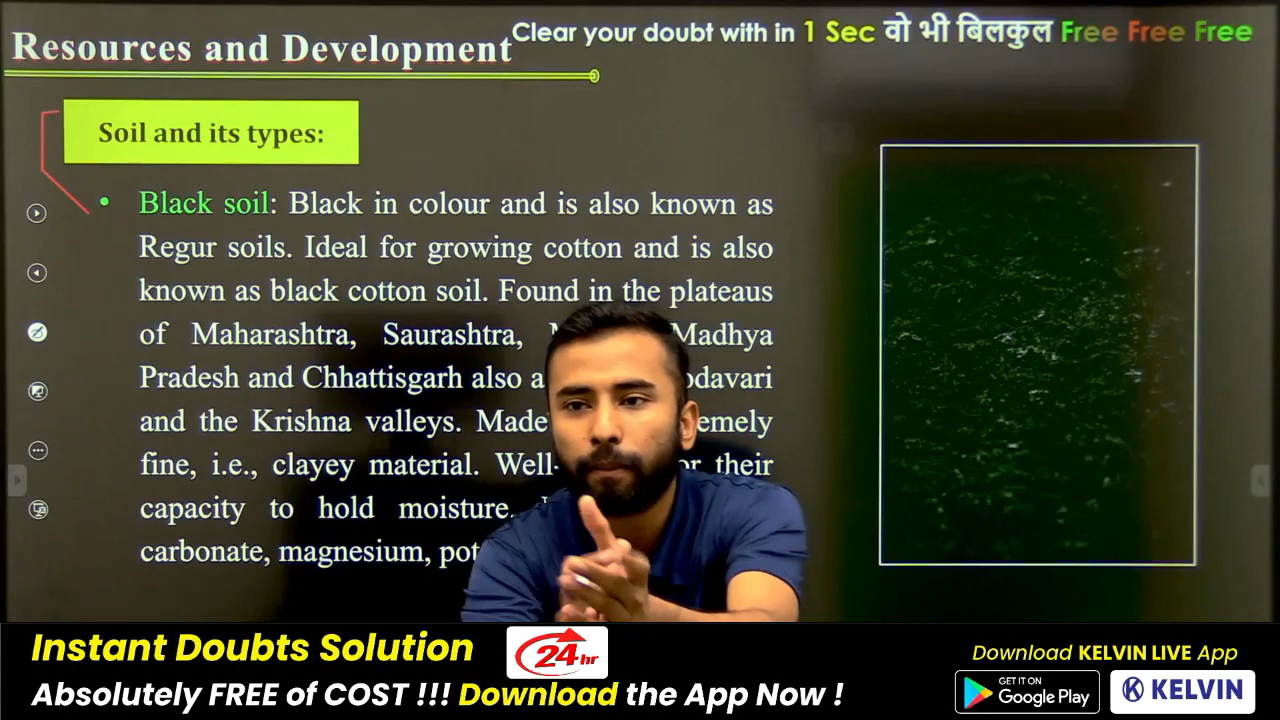 Resources and Development
Clear your doubt with in 1 Sec वो भी बिलकुल Free Free Free
Soil and its types:
• Black soil: Black in colour and is also known as
Regur soils. Ideal for growing cotton and is also
known as black cotton soil. Found in the plateaus
of Maharashtra, Saurashtra, Madhya
Pradesh and Chhattisgarh also
and the Krishna valleys. Made
fine, i.e., clayey material. their
capacity to hold moisture.
carbonate, magnesium,
Instant Doubts Solution
24hr
Download KELVIN LIVE App
Absolutely FREE of COST !!! Download the App Now !
GET IT ON
Google Play
KELVIN